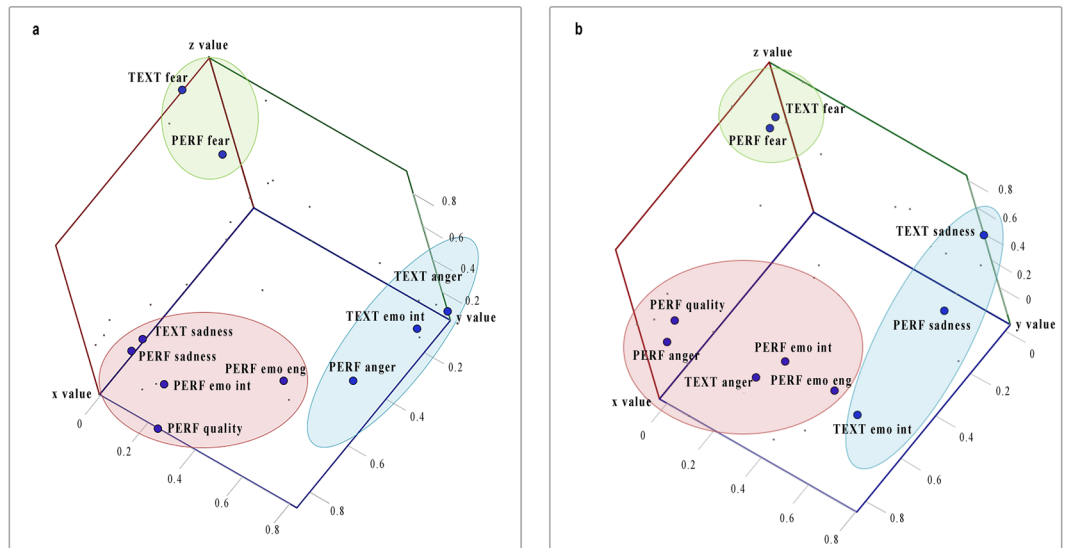 a
z value
TEXT fear
PERF fear
0.8
0.6
0.4
0.2
TEXT anger
TEXT emo int
y value
TEXT sadness
PERF sadness
PERF emo eng
PERF anger
0.2
PERF emo int
x value
0.4
0
PERF quality
0.2
0.6
0.4
0.6
0.8
0.8
b
z value
TEXT fear
PERF fear
0.8
0.6
TEXT sadness
0.4
0.2
0
PERF quality
PERF sadness
y value
PERF anger
PERF emo int
0
TEXT anger
PERF emo eng
0.2
x value
0
TEXT emo int
0.4
0.2
0.6
0.4
0.6
0.8
0.8